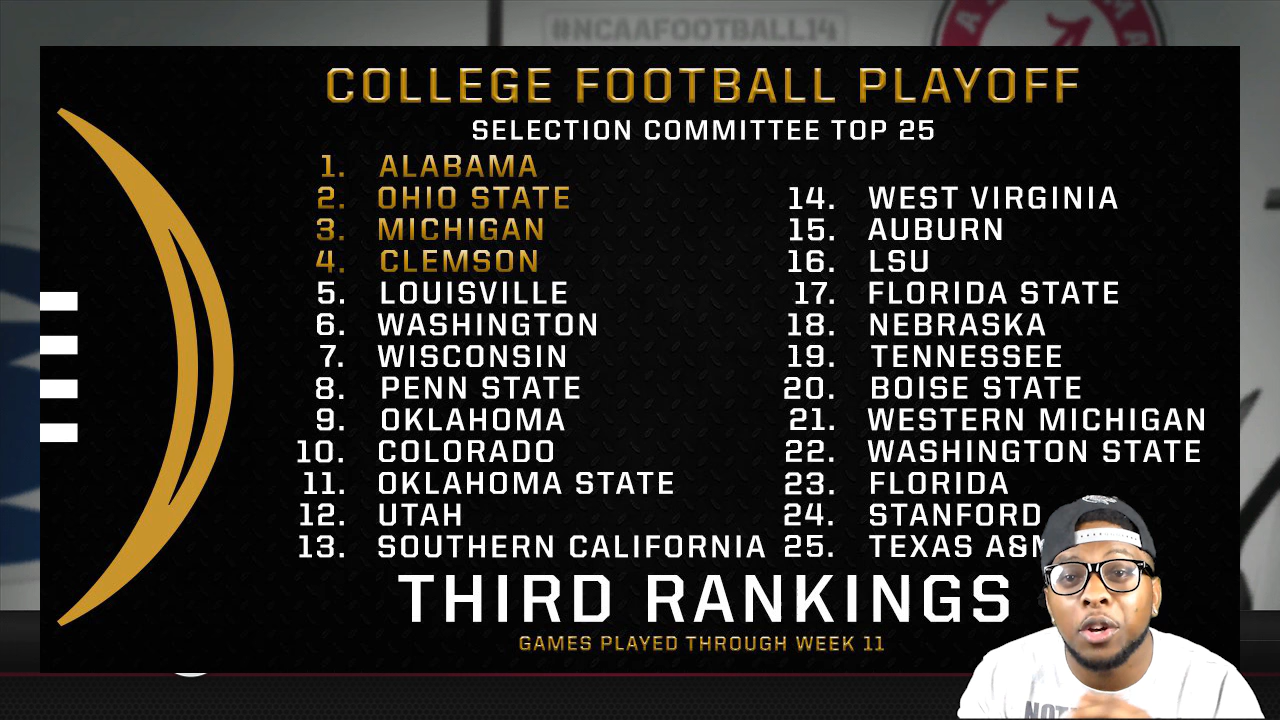 #NCAAFOOTBALL14
COLLEGE FOOTBALL PLAYOFF
SELECTION COMMITTEE TOP 25
1. ALABAMA
2. OHIO STATE
3. MICHIGAN
4. CLEMSON
5. LOUISVILLE
6. WASHINGTON
7. WISCONSIN
8. PENN STATE
9. OKLAHOMA
10. COLORADO
11. OKLAHOMA STATE
12. UTAH
13. SOUTHERN CALIFORNIA
14. WEST VIRGINIA
15. AUBURN
16. LSU
17. FLORIDA STATE
18. NEBRASKA
19. TENNESSEE
20. BOISE STATE
21. WESTERN MICHIGAN
22. WASHINGTON STATE
23. FLORIDA
24. STANFORD
25. TEXAS A&M
THIRD RANKINGS
GAMES PLAYED THROUGH WEEK 11